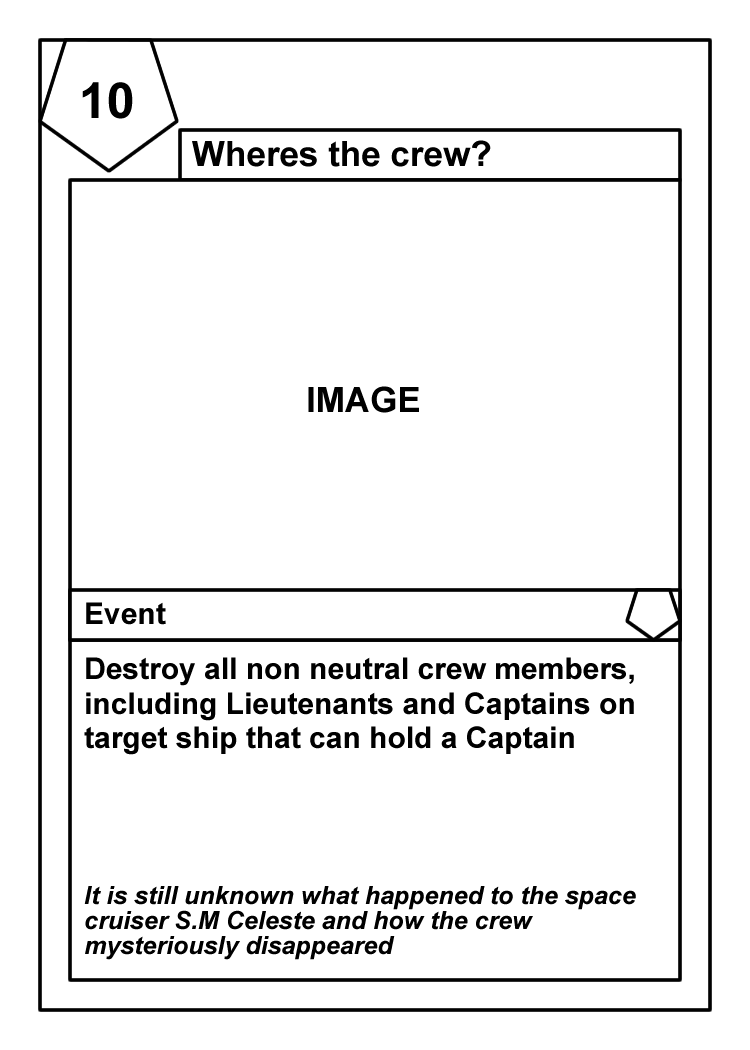 10
Wheres the crew?
IMAGE
Event
Destroy all non neutral crew members,
including Lieutenants and Captains on
target ship that can hold a Captain
It is still unknown what happened to the space
cruiser S.M Celeste and how the crew
mysteriously disappeared